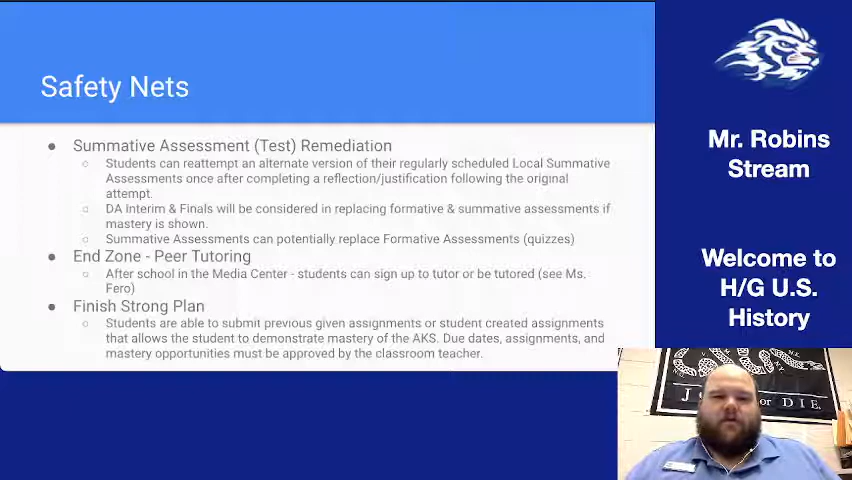 Safety Nets
● Summative Assessment (Test) Remediation
○ Students can reattempt an alternate version of their regularly scheduled Local Summative
Assessments once after completing a reflection/justification following the original
attempt.
○ DA Interim & Finals will be considered in replacing formative & summative assessments if
mastery is shown.
○ Summative Assessments can potentially replace Formative Assessments (quizzes)
● End Zone - Peer Tutoring
○ After school in the Media Center - students can sign up to tutor or be tutored (see Ms.
Fero)
● Finish Strong Plan
○ Students are able to submit previous given assignments or student created assignments
that allows the student to demonstrate mastery of the AKS. Due dates, assignments, and
mastery opportunities must be approved by the classroom teacher.
Mr. Robins
Stream
Welcome to
H/G U.S.
History
or DIE.